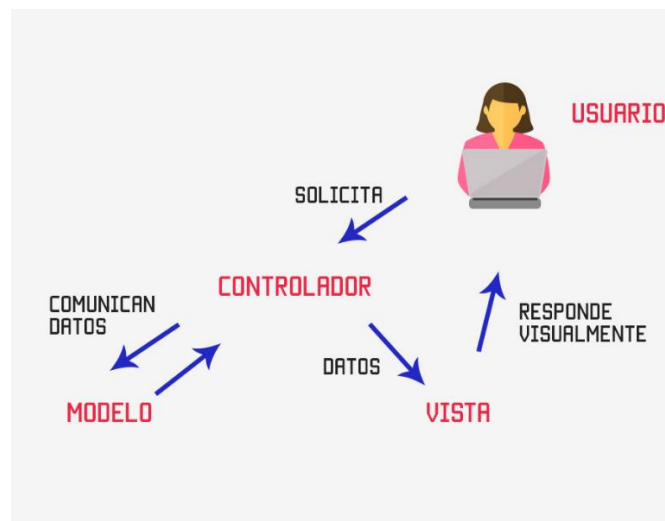 USUARIO
SOLICITA
CONTROLADOR
COMUNICAN
DATOS
RESPONDE
VISUALMENTE
DATOS
MODELO
VISTA